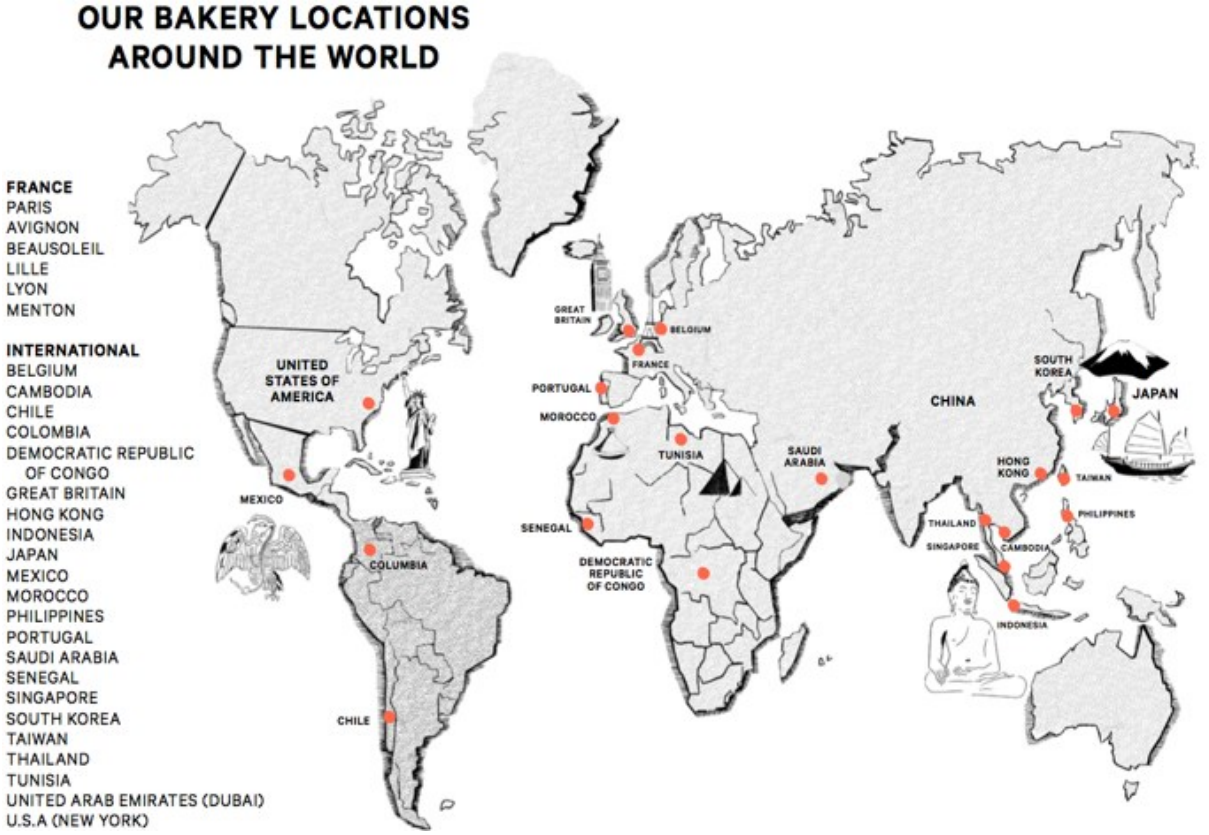 OUR BAKERY LOCATIONS
AROUND THE WORLD
FRANCE
PARIS
AVIGNON
BEAUSOLEIL
LILLE
LYON
MENTON
INTERNATIONAL
BELGIUM
CAMBODIA
CHILE
COLOMBIA
DEMOCRATIC REPUBLIC
OF CONGO
GREAT BRITAIN
HONG KONG
INDONESIA
JAPAN
MEXICO
MOROCCO
PHILIPPINES
PORTUGAL
SAUDI ARABIA
SENEGAL
SINGAPORE
SOUTH KOREA
TAIWAN
THAILAND
TUNISIA
UNITED ARAB EMIRATES (DUBAI)
U.S.A (NEW YORK)
UNITED
STATES OF
AMERICA
MEXICO
COLUMBIA
CHILE
GREAT
BRITAIN
BELGIUM
FRANCE
PORTUGAL
MOROCCO
TUNISIA
SENEGAL
DEMOCRATIC
REPUBLIC
OF CONGO
SAUDI
ARABIA
CHINA
SOUTH
KOREA
JAPAN
HONG
KONG
TAIWAN
PHILIPPINES
THAILAND
CAMBODIA
SINGAPORE
INDONESIA